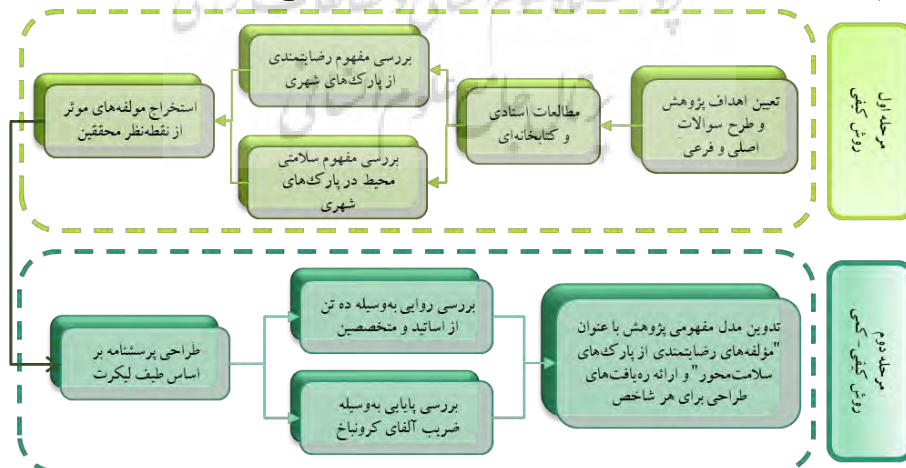 مرحله اول
روش کیفی
تعیین اهداف پژوهش
و طرح سوالات
اصلی و فرعی
مطالعات اسنادی
و کتابخانه‌ای
بررسی مفهوم رضایتمندی
از پارک‌های شهری
بررسی مفهوم سلامتی
محیط در پارک‌های
شهری
استخراج مولفه‌های موثر
از نقطه‌نظر محققین
مرحله دوم
روش کیفی - کمی
طراحی پرسشنامه بر
اساس طیف لیکرت
بررسی روایی به‌وسیله ده تن
از اساتید و متخصصین
بررسی پایایی به‌وسیله
ضریب آلفای کرونباخ
تدوین مدل مفهومی پژوهش با عنوان
"مؤلفه‌های رضایتمندی از پارک‌های
سلامت‌محور" و ارائه ره‌یافت‌های
طراحی برای هر شاخص